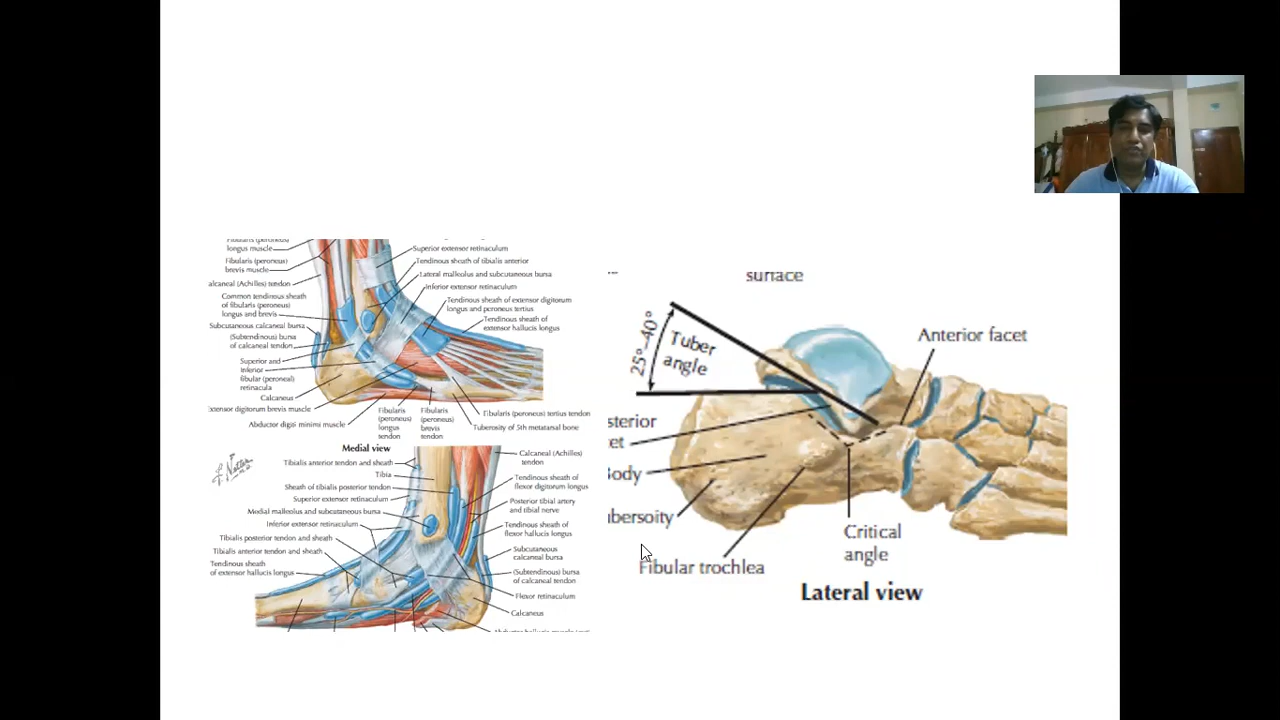 Fibularis (peroneus)
longus muscle
Fibularis (peroneus)
brevis muscle
alcaneal (Achilles) tendon
Common tendinous sheath
of fibularis (peroneus)
longus and brevis
Subcutaneous calcaneal bursa
(Subtendinous) bursa
of calcaneal tendon
Superior and
inferior
fibular (peroneal)
retinacula
Calcaneus
Extensor digitorum brevis muscle
Abductor digiti minimi muscle
Superior extensor retinaculum
Tendinous sheath of tibialis anterior
Lateral malleolus and subcutaneous bursa
Inferior extensor retinaculum
Tendinous sheath of extensor digitorum
longus and peroneus tertius
Tendinous sheath of
extensor hallucis longus
Fibularis
(peroneus)
longus
tendon
Fibularis
(peroneus)
brevis
tendon
Fibularis (peroneus) tertius tendon
Tuberosity of 5th metatarsal bone
Medial view
Tibialis anterior tendon and sheath
Tibia
Sheath of tibialis posterior tendon
Superior extensor retinaculum
Medial malleolus and subcutaneous bursa
Inferior extensor retinaculum
Tibialis posterior tendon and sheath
Tibialis anterior tendon and sheath
Tendinous sheath
of extensor hallucis longus
Calcaneal (Achilles)
tendon
Tendinous sheath of
flexor digitorum longus
Posterior tibial artery
and tibial nerve
Tendinous sheath of
flexor hallucis longus
Subcutaneous
calcaneal bursa
(Subtendinous) bursa
of calcaneal tendon
Flexor retinaculum
Calcaneus
surface
25°–40°
Tuber
angle
Anterior facet
sterior
et
Body
ubersoity
Fibular trochlea
Critical
angle
Lateral view